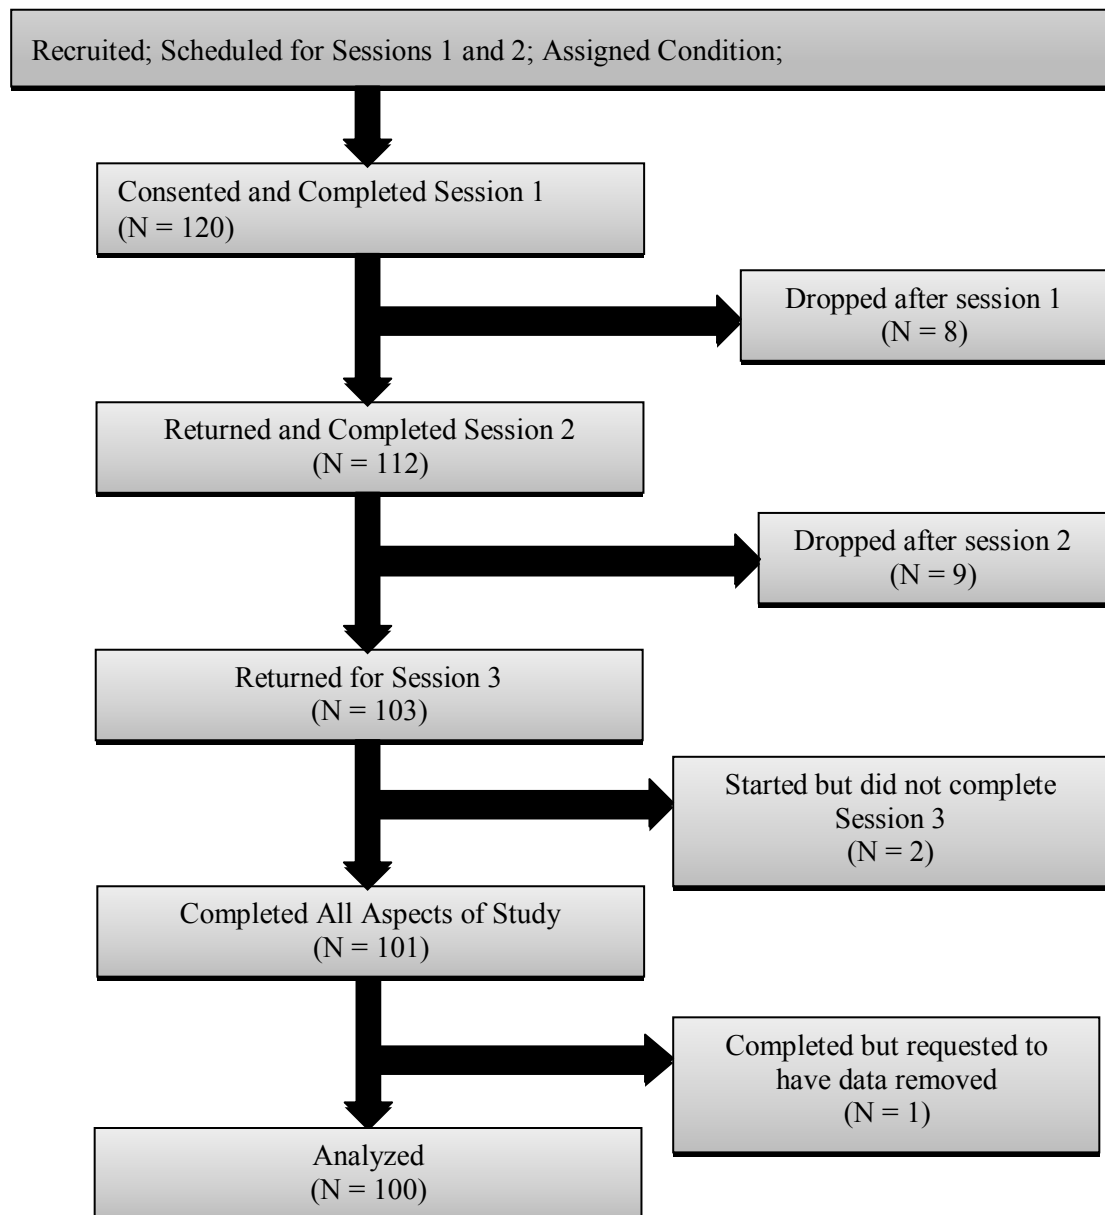 Recruited; Scheduled for Sessions 1 and 2; Assigned Condition;
Consented and Completed Session 1
(N = 120)
Dropped after session 1
(N = 8)
Returned and Completed Session 2
(N = 112)
Dropped after session 2
(N = 9)
Returned for Session 3
(N = 103)
Started but did not complete
Session 3
(N = 2)
Completed All Aspects of Study
(N = 101)
Completed but requested to
have data removed
(N = 1)
Analyzed
(N = 100)